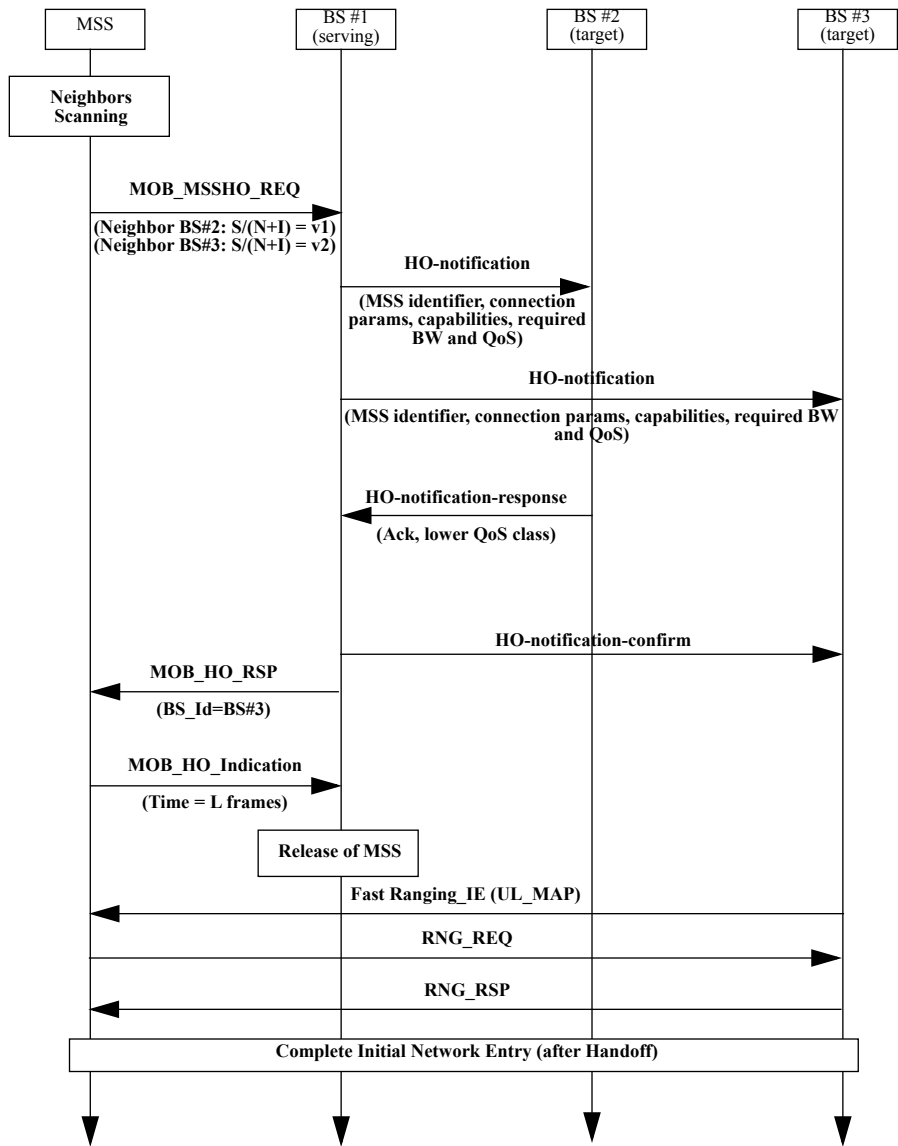 MSS
BS #1
(serving)
BS #2
(target)
BS #3
(target)
Neighbors
Scanning
MOB_MSSHO_REQ
(Neighbor BS#2: S/(N+I) = v1)
(Neighbor BS#3: S/(N+I) = v2)
HO-notification
(MSS identifier, connection
params, capabilities, required
BW and QoS)
HO-notification
(MSS identifier, connection params, capabilities, required BW
and QoS)
HO-notification-response
(Ack, lower QoS class)
HO-notification-confirm
MOB_HO_RSP
(BS_Id=BS#3)
MOB_HO_Indication
(Time = L frames)
Release of MSS
Fast Ranging_IE (UL_MAP)
RNG_REQ
RNG_RSP
Complete Initial Network Entry (after Handoff)